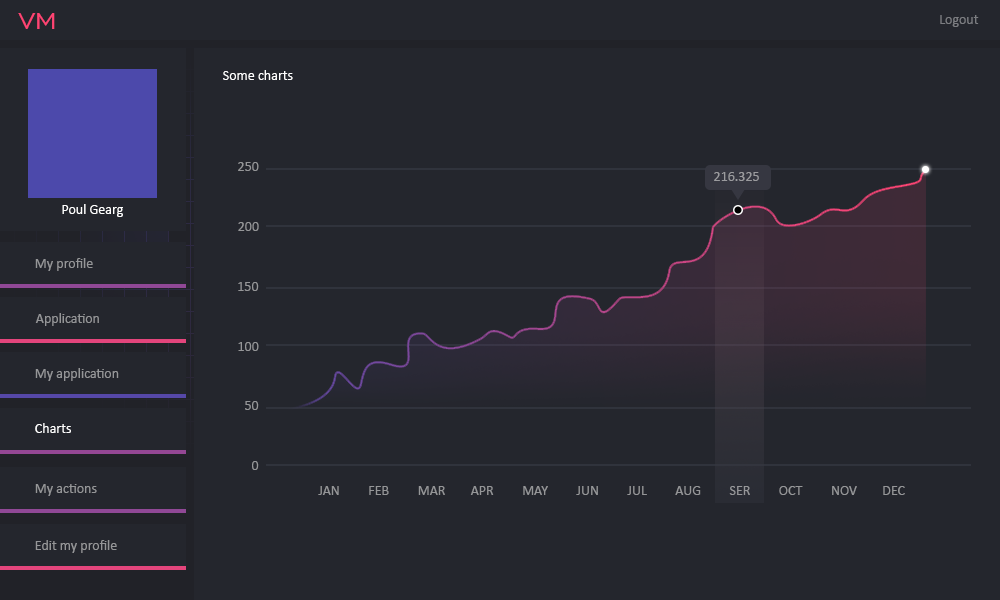 VM
Logout
Poul Gearg
My profile
Application
My application
Charts
My actions
Edit my profile
Some charts
250
200
150
100
50
0
216.325
JAN FEB MAR APR MAY JUN JUL AUG SER OCT NOV DEC